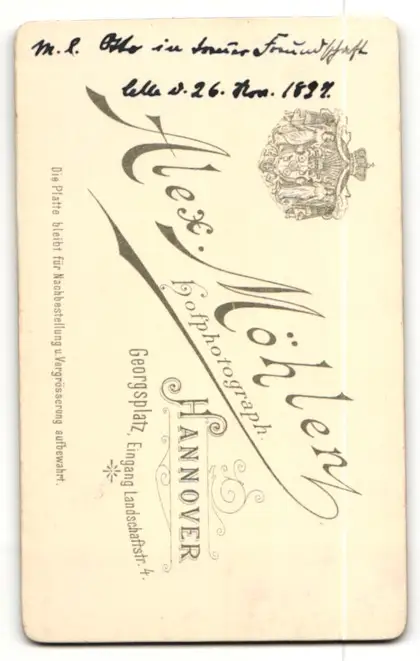 m. l. Otto in treuer Freundschaft
Celle d. 26. Nov. 1897.
Alex. Möhlen
Hofphotograph.
HANNOVER
Georgsplatz, Eingang Landschaftstr. 4.
Die Platte bleibt für Nachbestellung u. Vergrösserung aufbewahrt.